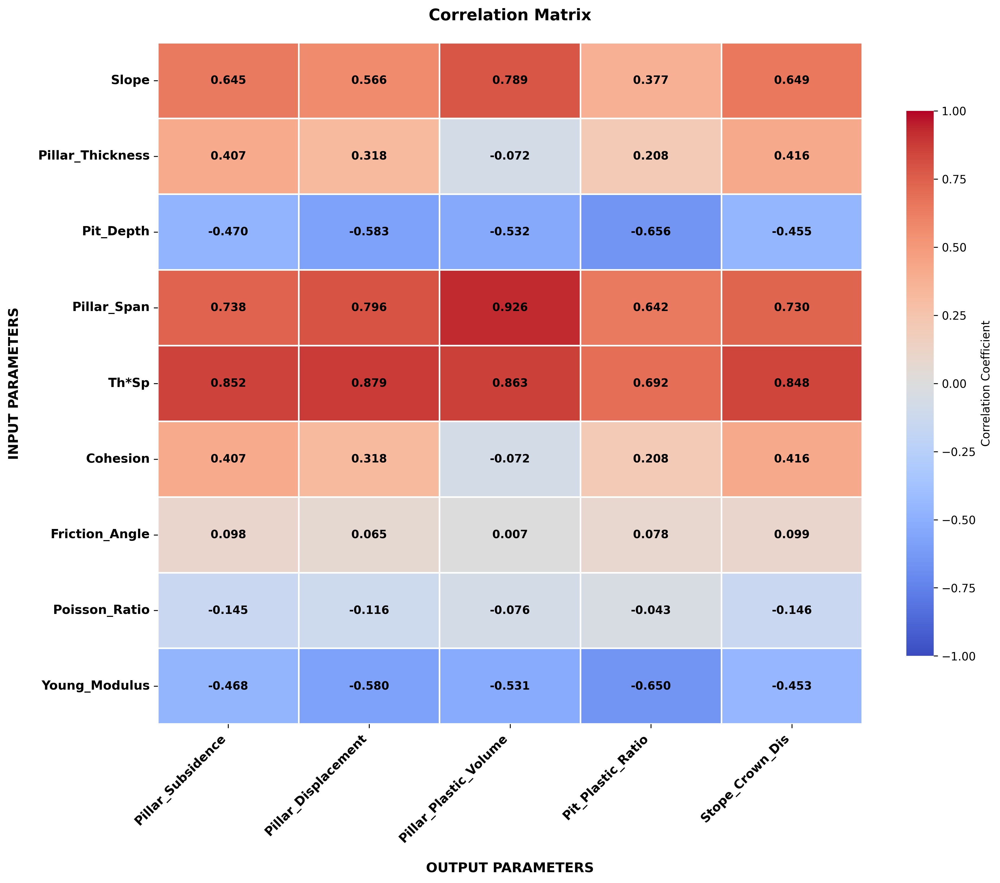 Correlation Matrix
INPUT PARAMETERS
Slope 0.645 0.566 0.789 0.377 0.649
Pillar_Thickness 0.407 0.318 -0.072 0.208 0.416
Pit_Depth -0.470 -0.583 -0.532 -0.656 -0.455
Pillar_Span 0.738 0.796 0.926 0.642 0.730
Th*Sp 0.852 0.879 0.863 0.692 0.848
Cohesion 0.407 0.318 -0.072 0.208 0.416
Friction_Angle 0.098 0.065 0.007 0.078 0.099
Poisson_Ratio -0.145 -0.116 -0.076 -0.043 -0.146
Young_Modulus -0.468 -0.580 -0.531 -0.650 -0.453
Pillar_Subsidence
Pillar_Displacement
Pillar_Plastic_Volume
Pit_Plastic_Ratio
Stope_Crown_Dis
OUTPUT PARAMETERS
1.00
0.75
0.50
0.25
0.00
−0.25
−0.50
−0.75
−1.00
Correlation Coefficient